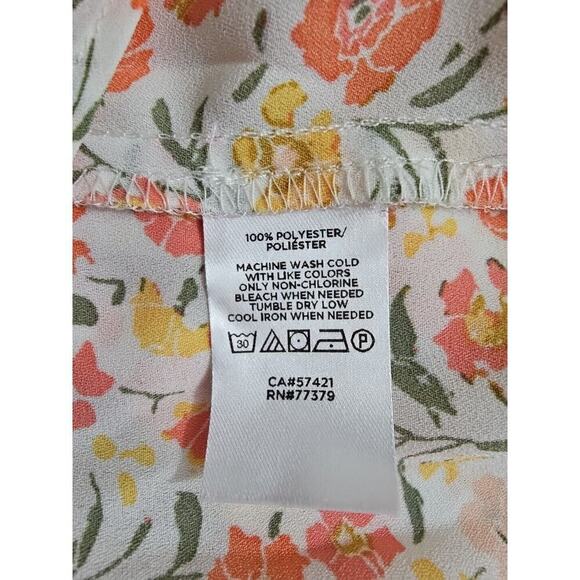 100% POLYESTER/
POLIÉSTER
MACHINE WASH COLD
WITH LIKE COLORS
ONLY NON-CHLORINE
BLEACH WHEN NEEDED
TUMBLE DRY LOW
COOL IRON WHEN NEEDED
30 P
CA#57421
RN#77379